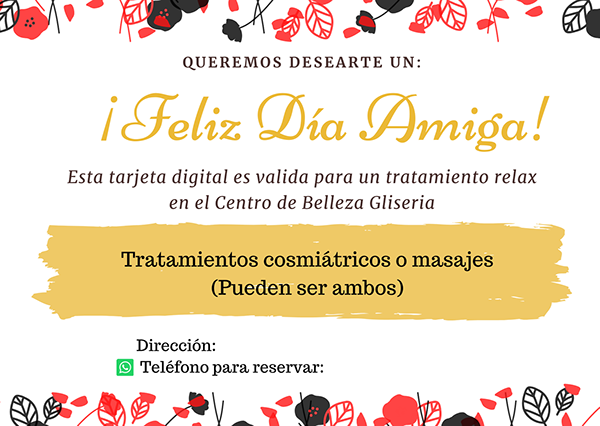 QUEREMOS DESEARTE UN:
¡Feliz Día Amiga!
Esta tarjeta digital es valida para un tratamiento relax
en el Centro de Belleza Gliseria
Tratamientos cosmiátricos o masajes
(Pueden ser ambos)
Dirección:
Teléfono para reservar: